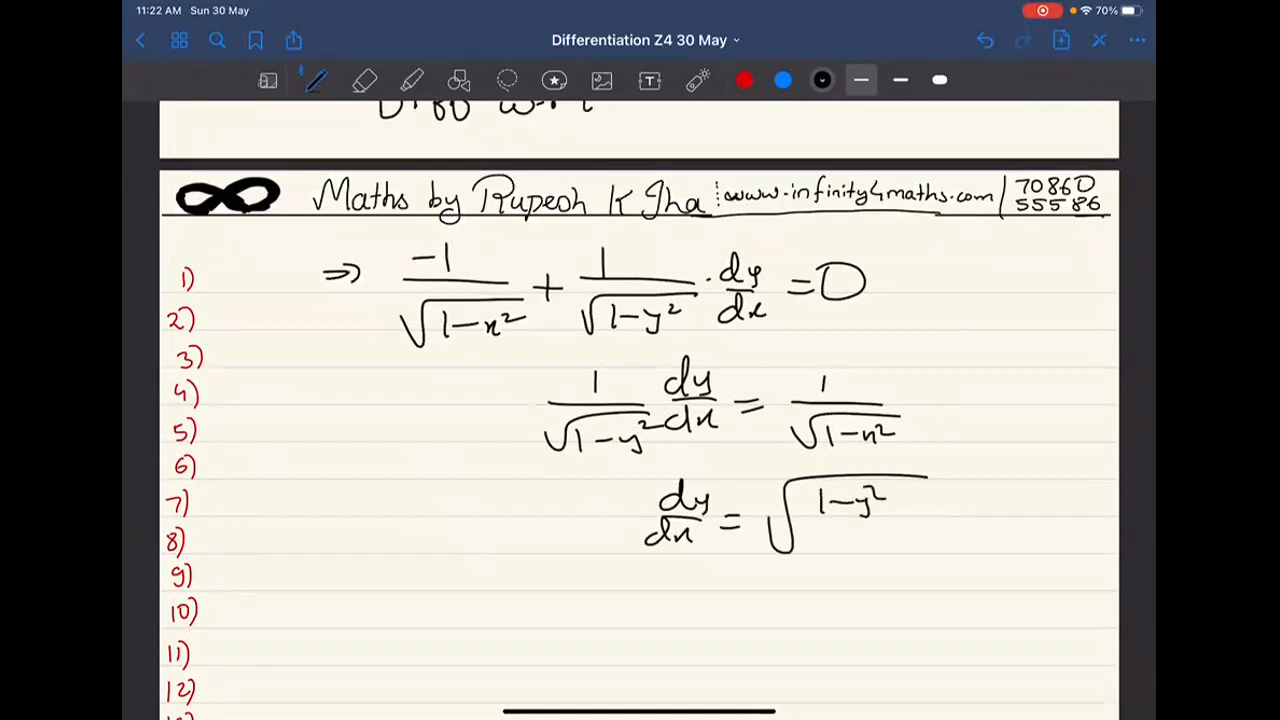 11:22 AM Sun 30 May 70%
Differentiation Z4 30 May
Diff w.r.t
Maths by Rupesh K Jha www.infinity4maths.com / 70860 55586
⇒ -1/√(1-x²) + 1/√(1-y²) · dy/dx = 0
1/√(1-y²) dy/dx = 1/√(1-x²)
dy/dx = √(1-y²)
1)
2)
3)
4)
5)
6)
7)
8)
9)
10)
11)
12)